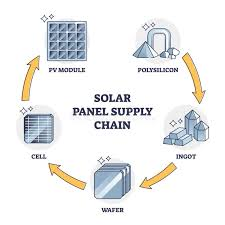 SOLAR
PANEL SUPPLY
CHAIN
PV MODULE
POLYSILICON
INGOT
WAFER
CELL